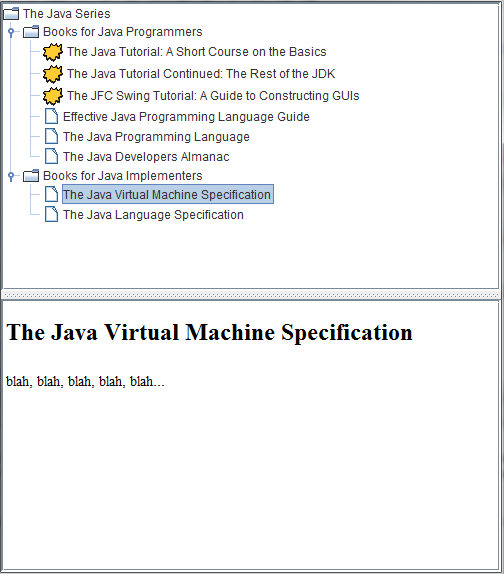 The Java Series
Books for Java Programmers
The Java Tutorial: A Short Course on the Basics
The Java Tutorial Continued: The Rest of the JDK
The JFC Swing Tutorial: A Guide to Constructing GUIs
Effective Java Programming Language Guide
The Java Programming Language
The Java Developers Almanac
Books for Java Implementers
The Java Virtual Machine Specification
The Java Language Specification
The Java Virtual Machine Specification
blah, blah, blah, blah, blah...